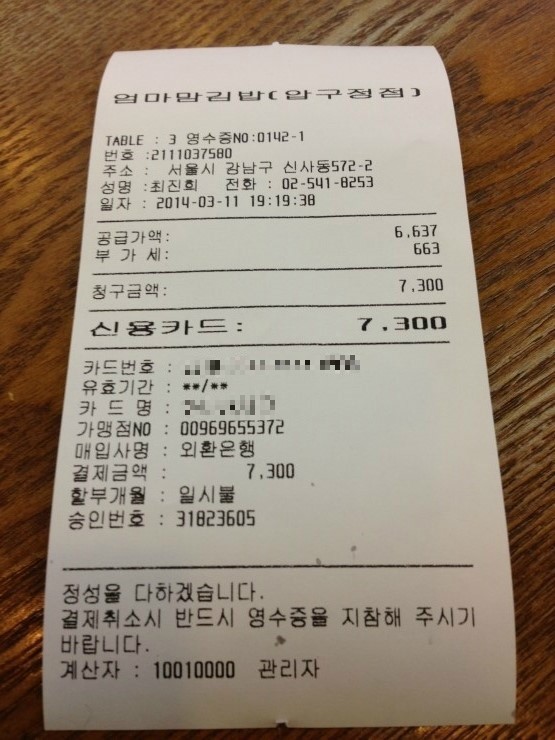 엄마맘김밥(압구정점)
TABLE : 3 영수증NO:0142-1
번호 :2111037580
주소 : 서울시 강남구 신사동572-2
성명 :최진희 전화 : 02-541-8253
일자 : 2014-03-11 19:19:38
공급가액: 6,637
부 가 세: 663
청구금액: 7,300
신용카드: 7,300
카드번호 :
유효기간 : **/**
카 드 명 :
가맹점NO : 00969655372
매입사명 : 외환은행
결제금액 : 7,300
할부개월 : 일시불
승인번호 : 31823605
정성을 다하겠습니다.
결제취소시 반드시 영수증을 지참해 주시기
바랍니다.
계산자 : 10010000 관리자